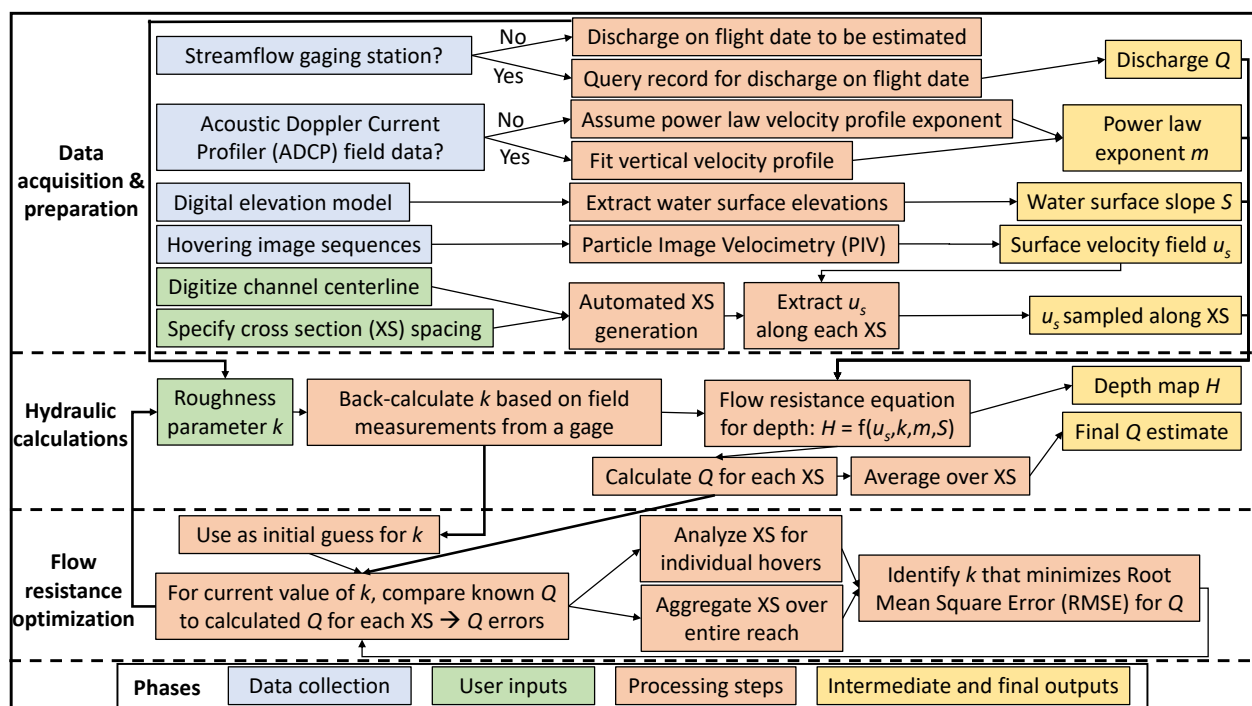 Data
acquisition &
preparation
Streamflow gaging station?
No
Yes
Discharge on flight date to be estimated
Query record for discharge on flight date
Discharge Q
Acoustic Doppler Current
Profiler (ADCP) field data?
No
Yes
Assume power law velocity profile exponent
Fit vertical velocity profile
Power law
exponent m
Digital elevation model
Extract water surface elevations
Water surface slope S
Hovering image sequences
Particle Image Velocimetry (PIV)
Surface velocity field us
Digitize channel centerline
Specify cross section (XS) spacing
Automated XS
generation
Extract us
along each XS
us sampled along XS
Hydraulic
calculations
Roughness
parameter k
Back-calculate k based on field
measurements from a gage
Flow resistance equation
for depth: H = f(us,k,m,S)
Depth map H
Final Q estimate
Calculate Q for each XS
Average over XS
Flow
resistance
optimization
Use as initial guess for k
For current value of k, compare known Q
to calculated Q for each XS → Q errors
Analyze XS for
individual hovers
Aggregate XS over
entire reach
Identify k that minimizes Root
Mean Square Error (RMSE) for Q
Phases
Data collection
User inputs
Processing steps
Intermediate and final outputs